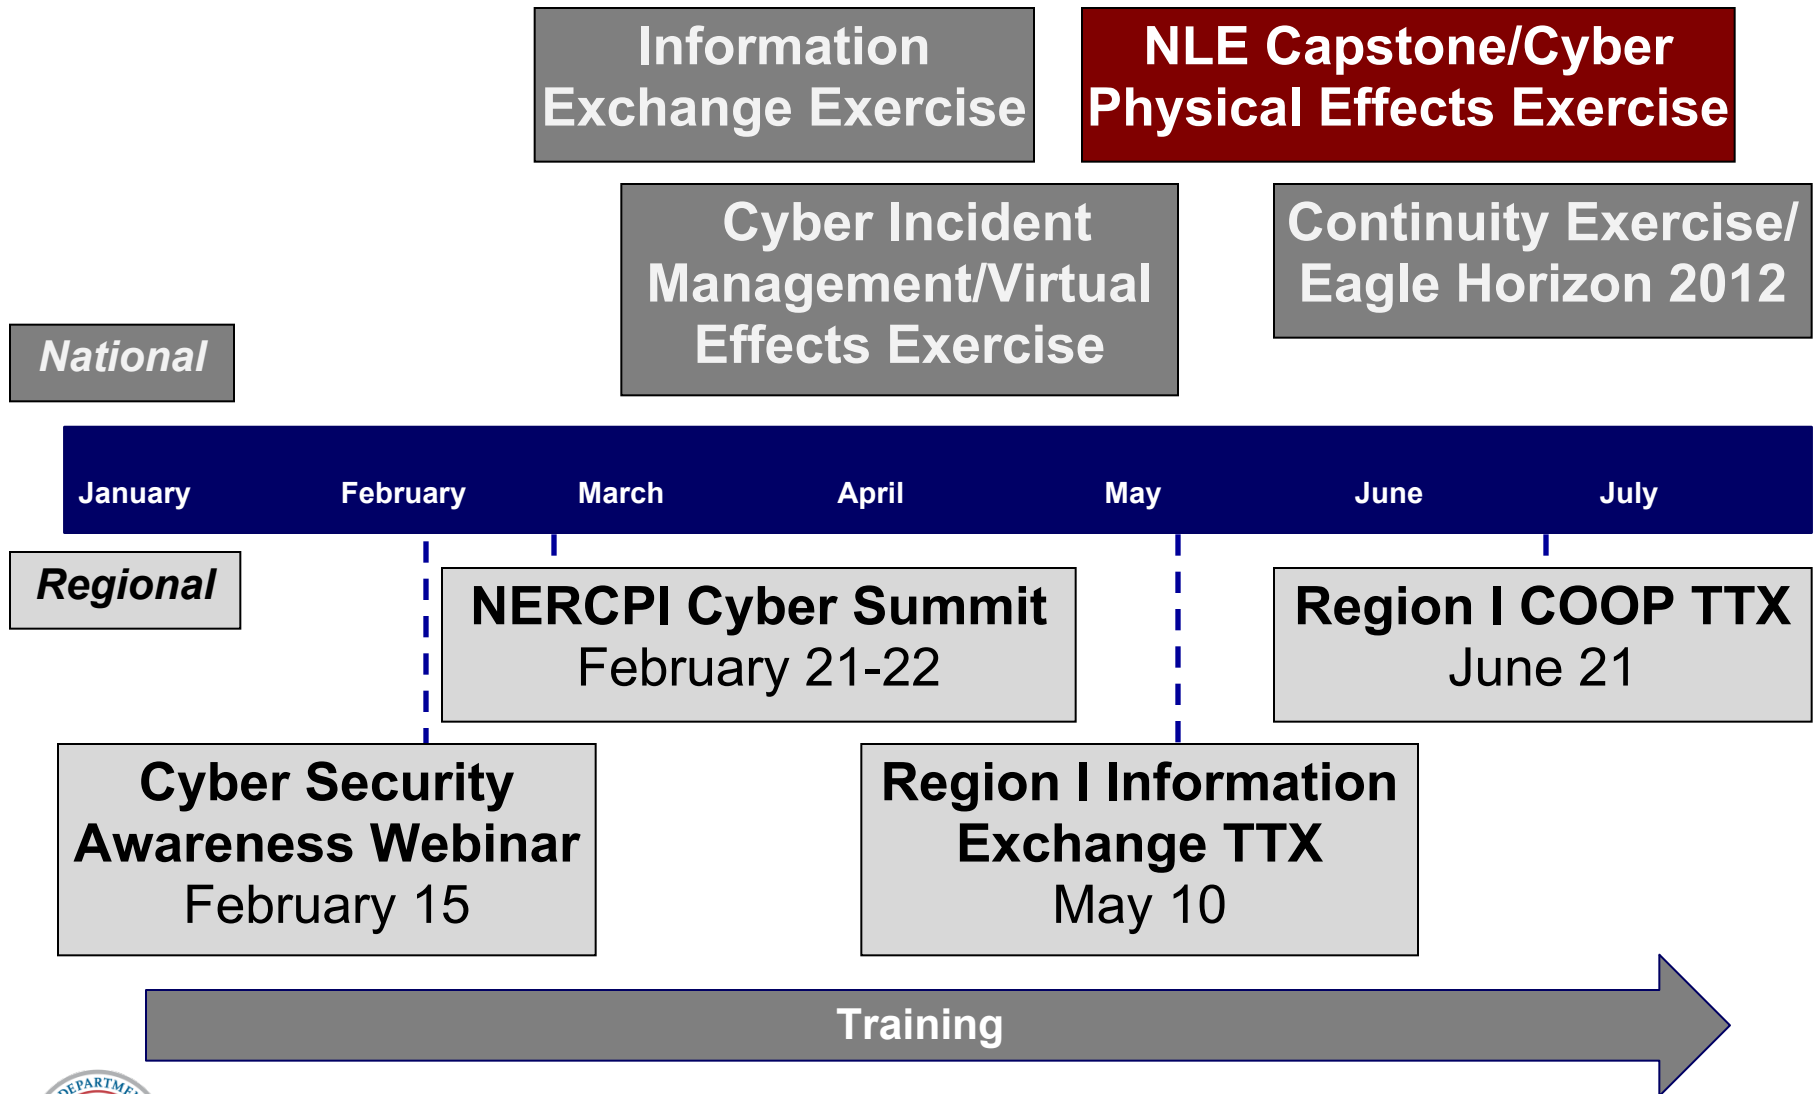 Information
Exchange Exercise
NLE Capstone/Cyber
Physical Effects Exercise
Cyber Incident
Management/Virtual
Effects Exercise
Continuity Exercise/
Eagle Horizon 2012
National
January February March April May June July
Regional
NERCPI Cyber Summit
February 21-22
Region I COOP TTX
June 21
Cyber Security
Awareness Webinar
February 15
Region I Information
Exchange TTX
May 10
Training